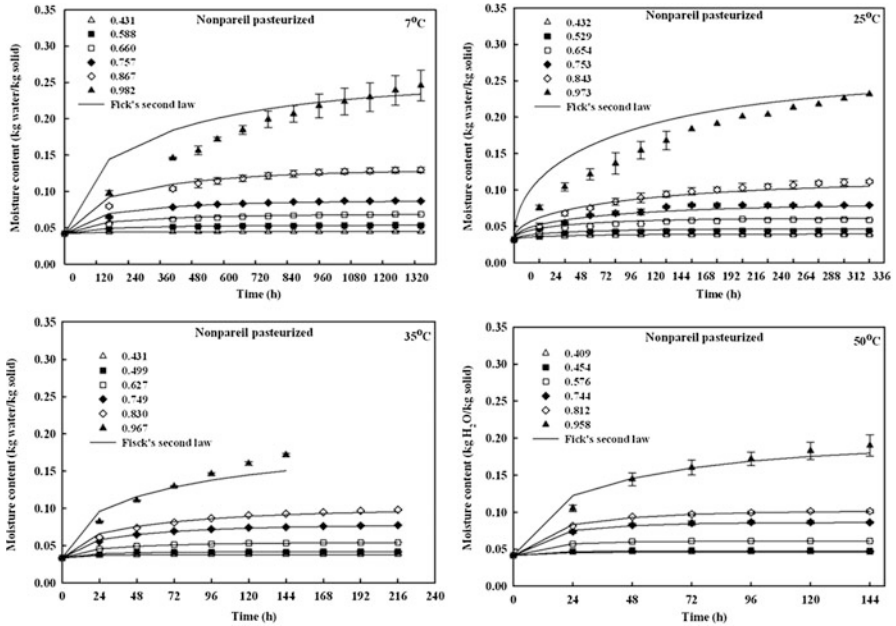 Nonpareil pasteurized
7°C
0.35
0.30
0.25
0.20
0.15
0.10
0.05
0.00
Moisture content (kg water/kg solid)
0.431
0.588
0.660
0.757
0.867
0.982
Fick's second law
0 120 400 480 560 660 720 840 960 1080 1200 1320
Time (h)
Nonpareil pasteurized
25°C
0.35
0.30
0.25
0.20
0.15
0.10
0.05
0.00
Moisture content (kg water/kg solid)
0.432
0.529
0.654
0.753
0.843
0.973
Fick's second law
0 24 48 72 96 120 144 168 192 216 240 264 288 312 336
Time (h)
Nonpareil pasteurized
35°C
0.35
0.30
0.25
0.20
0.15
0.10
0.05
0.00
Moisture content (kg water/kg solid)
0.431
0.499
0.627
0.749
0.830
0.967
Fisck's second law
0 24 48 72 96 120 144 168 192 216 240
Time (h)
Nonpareil pasteurized
50°C
0.35
0.30
0.25
0.20
0.15
0.10
0.05
0.00
Moisture content (kg H₂O/kg solid)
0.409
0.454
0.576
0.744
0.812
0.958
Fick's second law
0 24 48 72 96 120 144
Time (h)